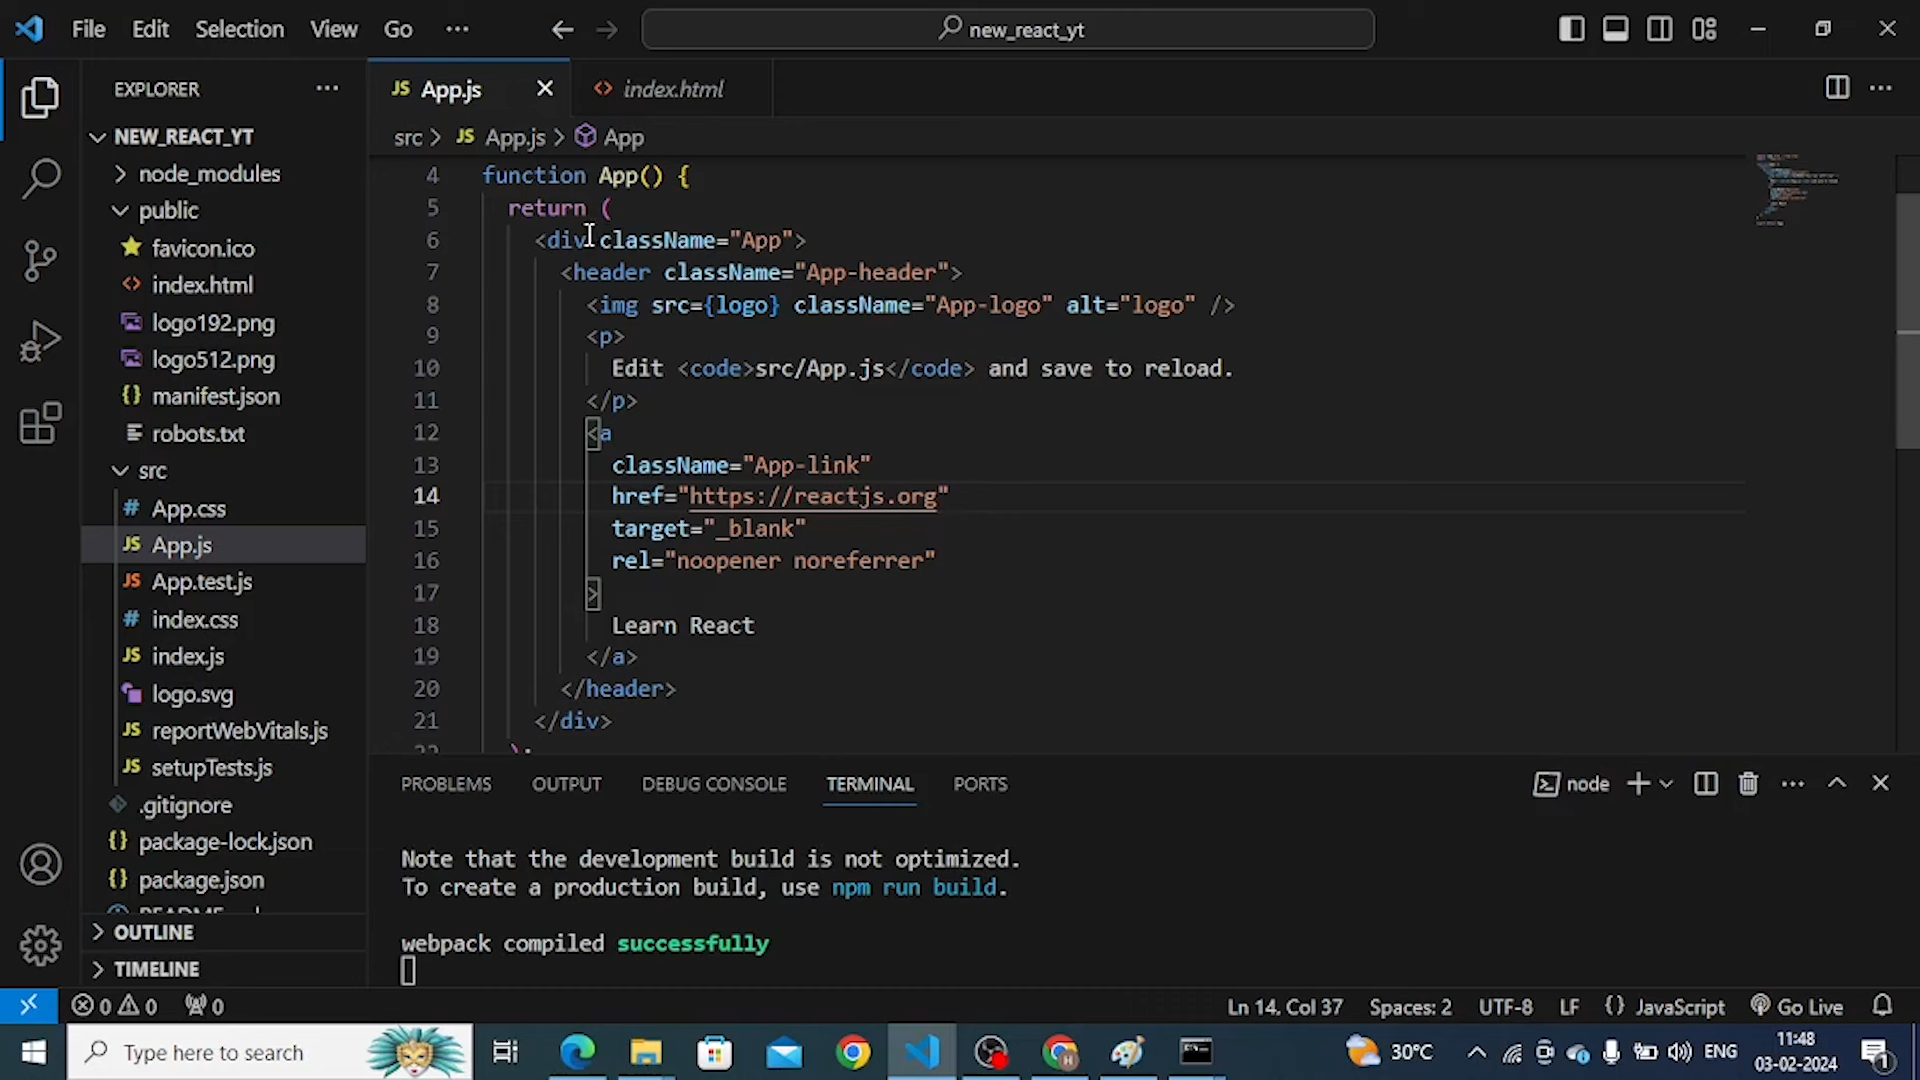 File Edit Selection View Go ···
new_react_yt
EXPLORER ···
NEW_REACT_YT
node_modules
public
favicon.ico
index.html
logo192.png
logo512.png
manifest.json
robots.txt
src
App.css
App.js
App.test.js
index.css
index.js
logo.svg
reportWebVitals.js
setupTests.js
.gitignore
package-lock.json
package.json
OUTLINE
TIMELINE
JS App.js
<> index.html
src > JS App.js > App
4 function App() {
5 return (
6 <div className="App">
7 <header className="App-header">
8 <img src={logo} className="App-logo" alt="logo" />
9 <p>
10 Edit <code>src/App.js</code> and save to reload.
11 </p>
12 <a
13 className="App-link"
14 href="https://reactjs.org"
15 target="_blank"
16 rel="noopener noreferrer"
17 >
18 Learn React
19 </a>
20 </header>
21 </div>
PROBLEMS OUTPUT DEBUG CONSOLE TERMINAL PORTS
node
Note that the development build is not optimized.
To create a production build, use npm run build.
webpack compiled successfully
0 0 0
Ln 14, Col 37 Spaces: 2 UTF-8 LF {} JavaScript Go Live
Type here to search
30°C
ENG
11:48
03-02-2024
1